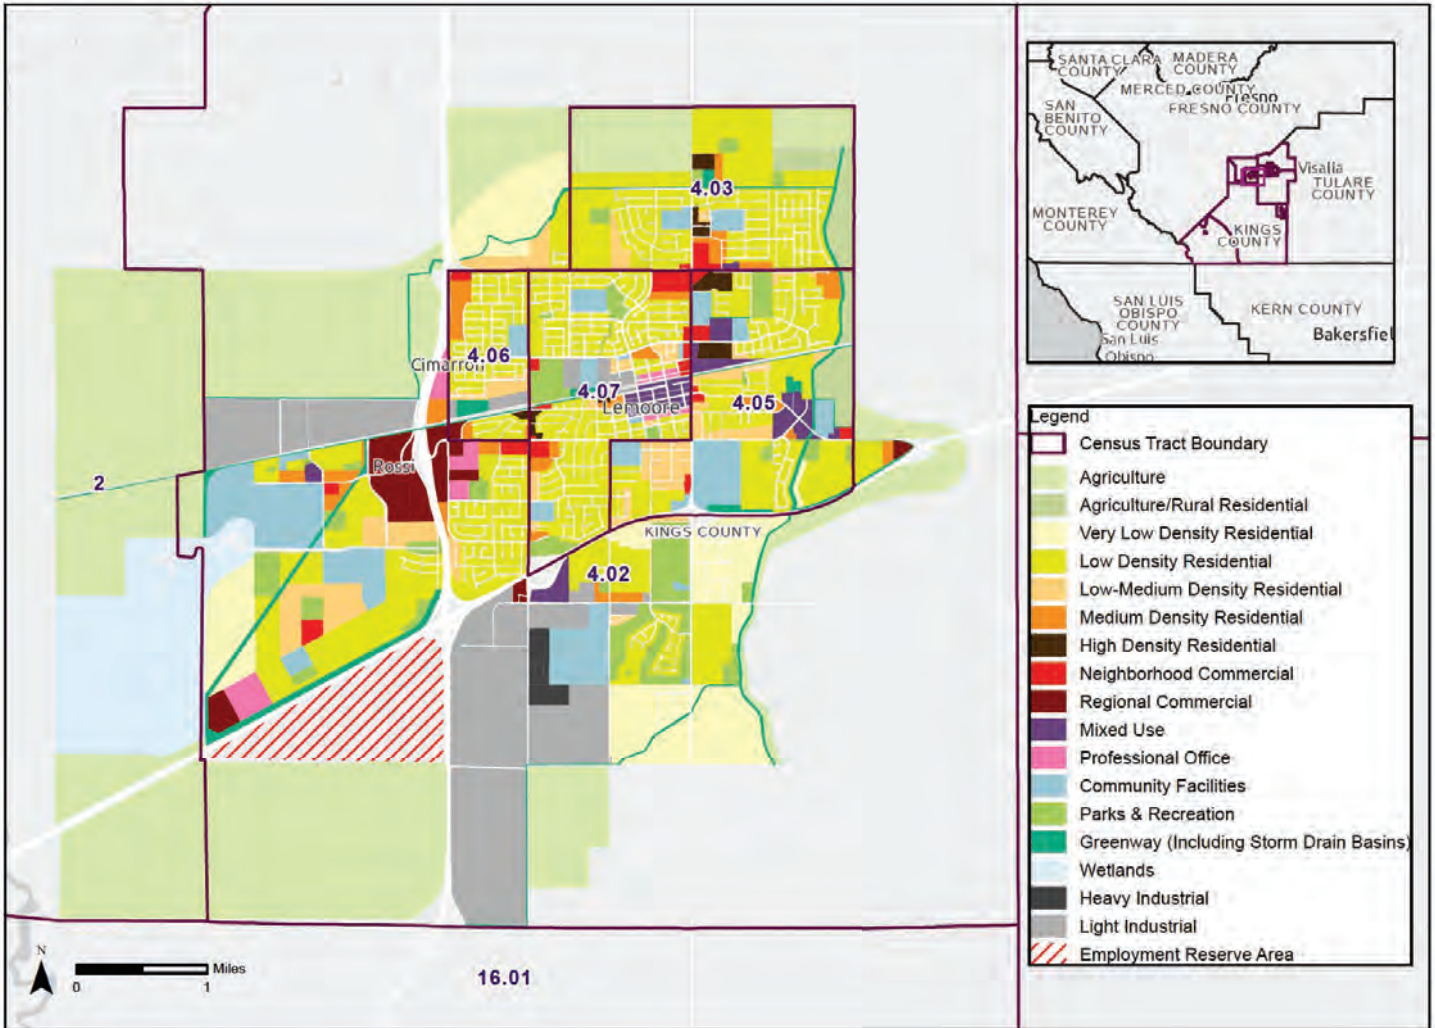 4.03
4.06
Cimarron
4.07
Lemoore
4.05
Rossi
2
KINGS COUNTY
4.02
16.01
N
Miles
0 1
SANTA CLARA
COUNTY
MADERA
COUNTY
MERCED COUNTY
Fresno
FRESNO COUNTY
SAN
BENITO
COUNTY
Visalia
TULARE
COUNTY
MONTEREY
COUNTY
KINGS
COUNTY
SAN LUIS
OBISPO
COUNTY
San Luis
Obispo
KERN COUNTY
Bakersfiel
Legend
Census Tract Boundary
Agriculture
Agriculture/Rural Residential
Very Low Density Residential
Low Density Residential
Low-Medium Density Residential
Medium Density Residential
High Density Residential
Neighborhood Commercial
Regional Commercial
Mixed Use
Professional Office
Community Facilities
Parks & Recreation
Greenway (Including Storm Drain Basins)
Wetlands
Heavy Industrial
Light Industrial
Employment Reserve Area